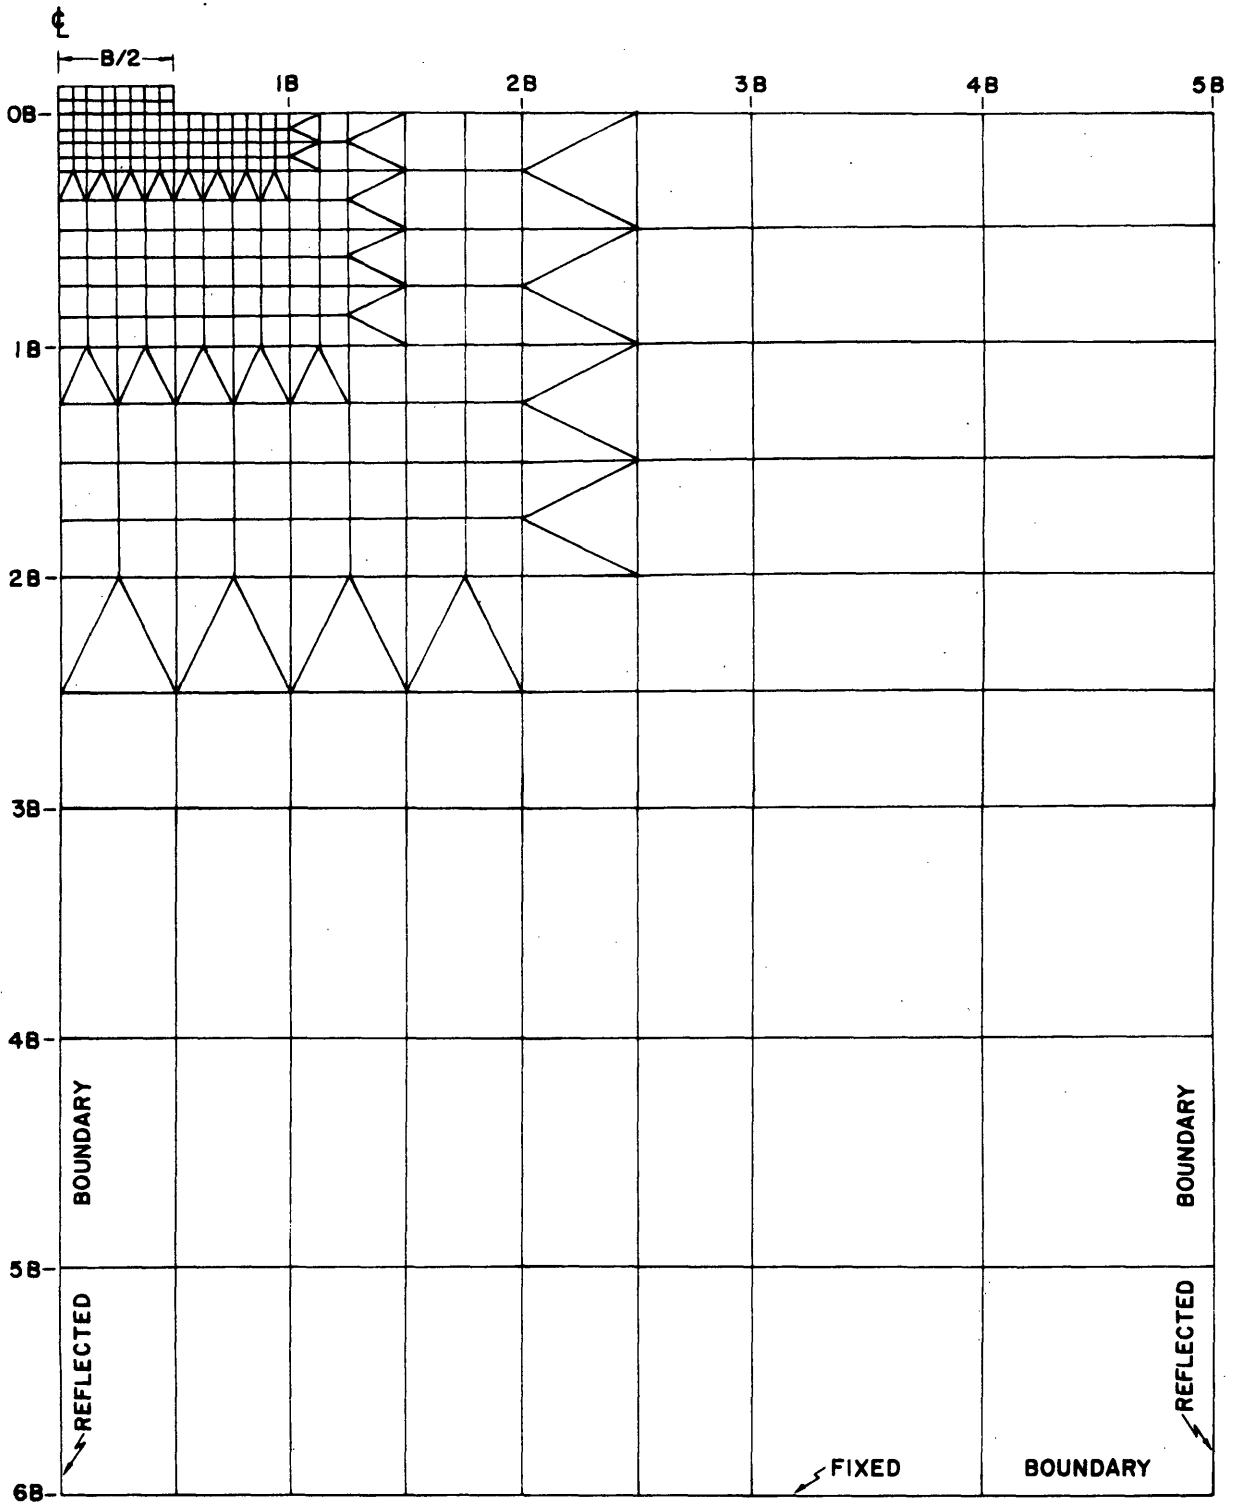 ℄
B/2
1B 2B 3B 4B 5B
0B
1B
2B
3B
4B
5B
6B
REFLECTED BOUNDARY
REFLECTED BOUNDARY
FIXED BOUNDARY